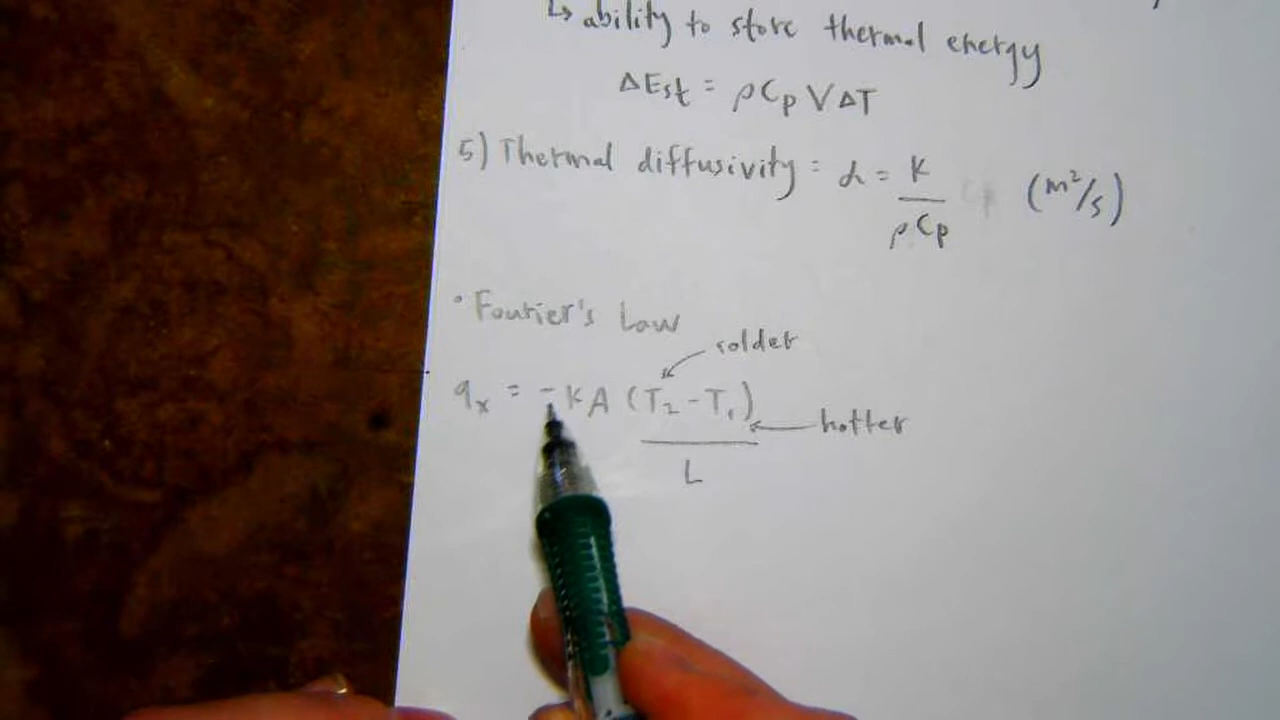 ↳ ability to store thermal energy
ΔEst = ρCp VΔT
5) Thermal diffusivity = α = k / ρCp (m²/s)
• Fourier's Law
colder
qx = -kA (T₂ - T₁) / L
hotter